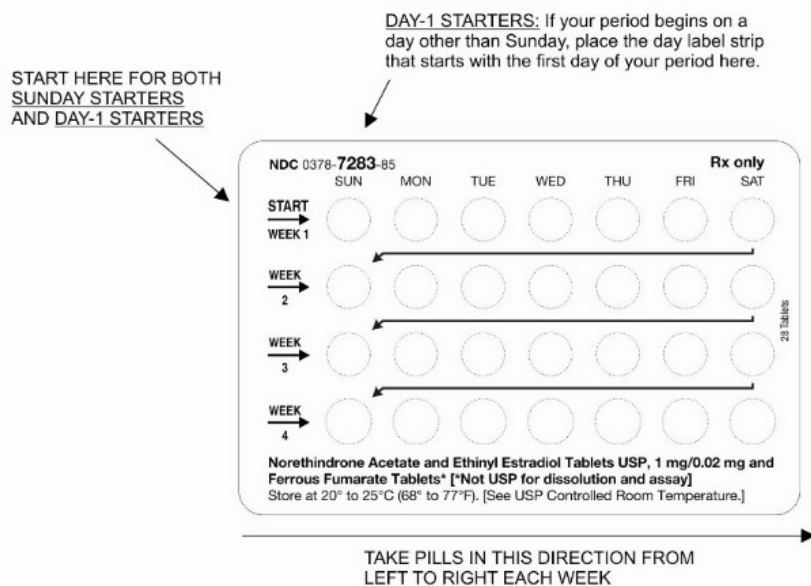 DAY-1 STARTERS: If your period begins on a
day other than Sunday, place the day label strip
that starts with the first day of your period here.
START HERE FOR BOTH
SUNDAY STARTERS
AND DAY-1 STARTERS
NDC 0378-7283-85
Rx only
SUN MON TUE WED THU FRI SAT
START
WEEK 1
WEEK
2
WEEK
3
WEEK
4
28 Tablets
Norethindrone Acetate and Ethinyl Estradiol Tablets USP, 1 mg/0.02 mg and
Ferrous Fumarate Tablets* [*Not USP for dissolution and assay]
Store at 20° to 25°C (68° to 77°F). [See USP Controlled Room Temperature.]
TAKE PILLS IN THIS DIRECTION FROM
LEFT TO RIGHT EACH WEEK